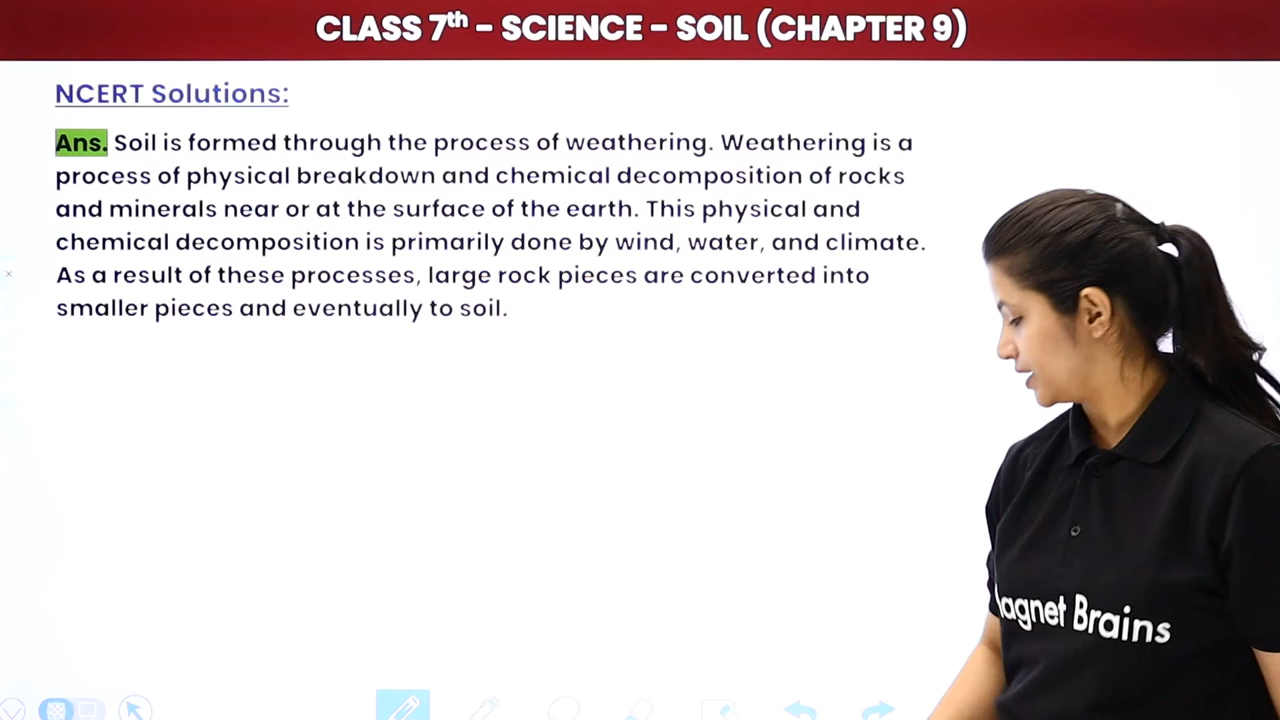 CLASS 7th - SCIENCE - SOIL (CHAPTER 9)
NCERT Solutions:
Ans. Soil is formed through the process of weathering. Weathering is a
process of physical breakdown and chemical decomposition of rocks
and minerals near or at the surface of the earth. This physical and
chemical decomposition is primarily done by wind, water, and climate.
As a result of these processes, large rock pieces are converted into
smaller pieces and eventually to soil.
agnet Brains